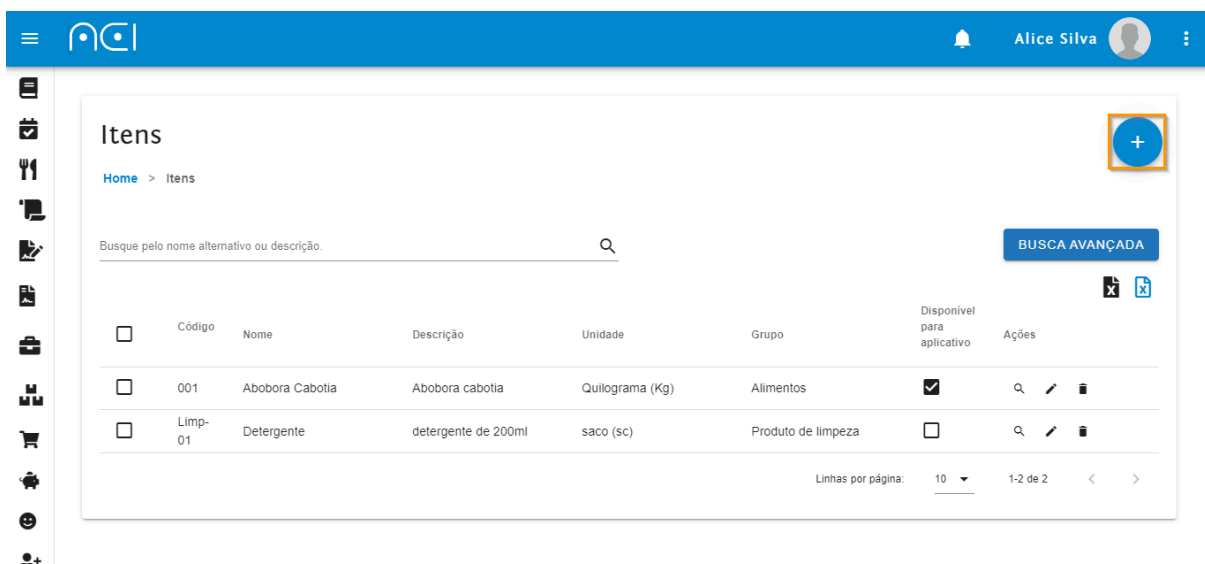 ACI
Alice Silva
Itens
+
Home > Itens
Busque pelo nome alternativo ou descrição.
BUSCA AVANÇADA
Código Nome Descrição Unidade Grupo Disponível para aplicativo Ações
001 Abobora Cabotia Abobora cabotia Quilograma (Kg) Alimentos
Limp-01 Detergente detergente de 200ml saco (sc) Produto de limpeza
Linhas por página: 10 1-2 de 2 < >